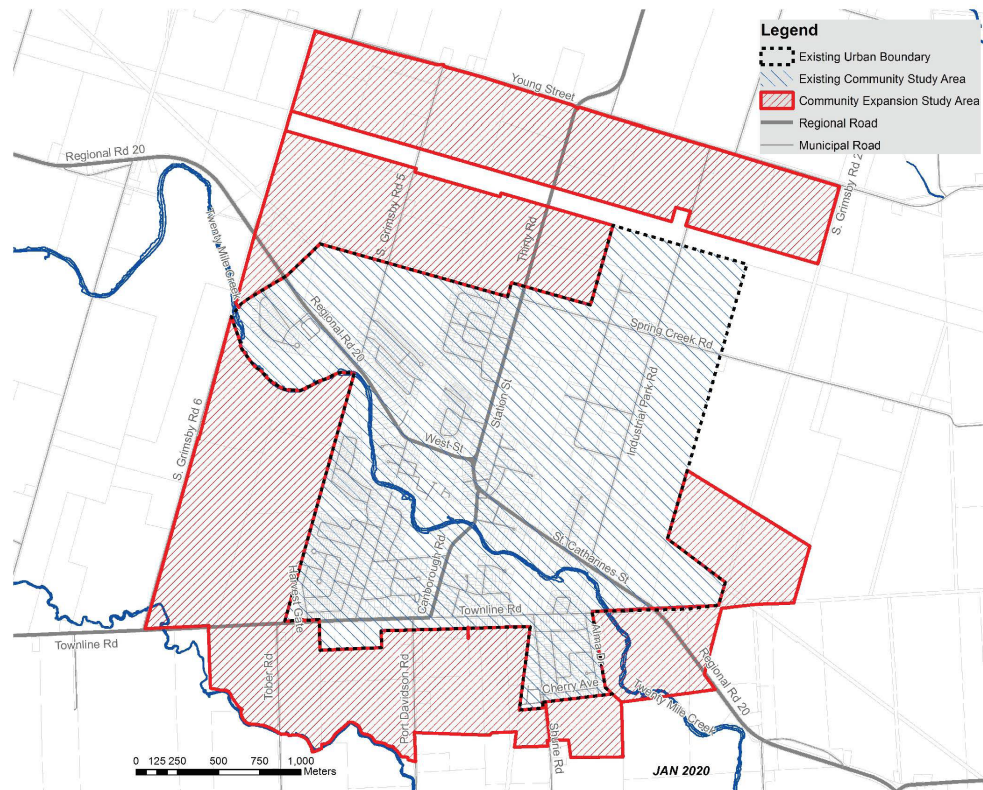 Legend
Existing Urban Boundary
Existing Community Study Area
Community Expansion Study Area
Regional Road
Municipal Road
Young Street
Regional Rd 20
S. Grimsby Rd 5
S. Grimsby Rd 2
Twenty Mile Creek
Thirty Rd
Regional Rd 20
Spring Creek Rd
Industrial Park Rd
Station St
West St
S. Grimsby Rd 6
St. Catharines St
Canborough Rd
Harvest Gate
Townline Rd
Townline Rd
Alma Dr
Tober Rd
Port Davidson Rd
Cherry Ave
Twenty Mile Creek
Regional Rd 20
Shurie Rd
0 125 250 500 750 1,000
Meters
JAN 2020